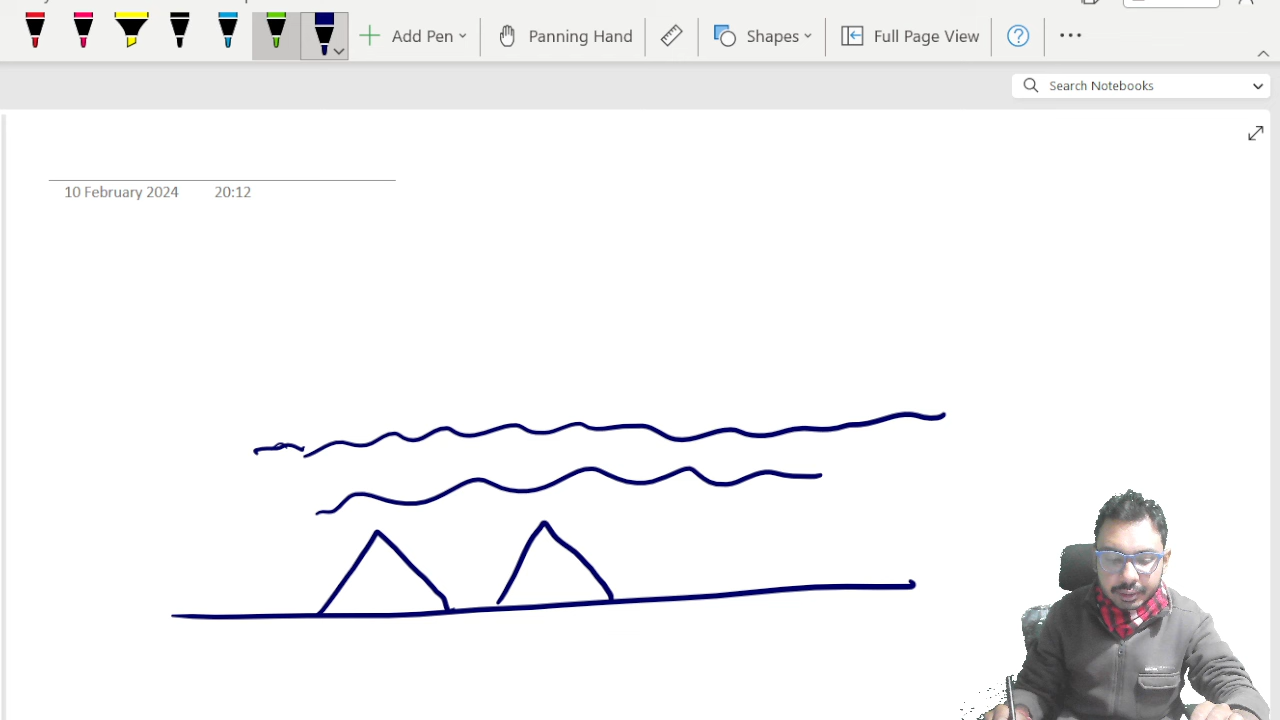 Add Pen
Panning Hand
Shapes
Full Page View
Search Notebooks
10 February 2024 20:12